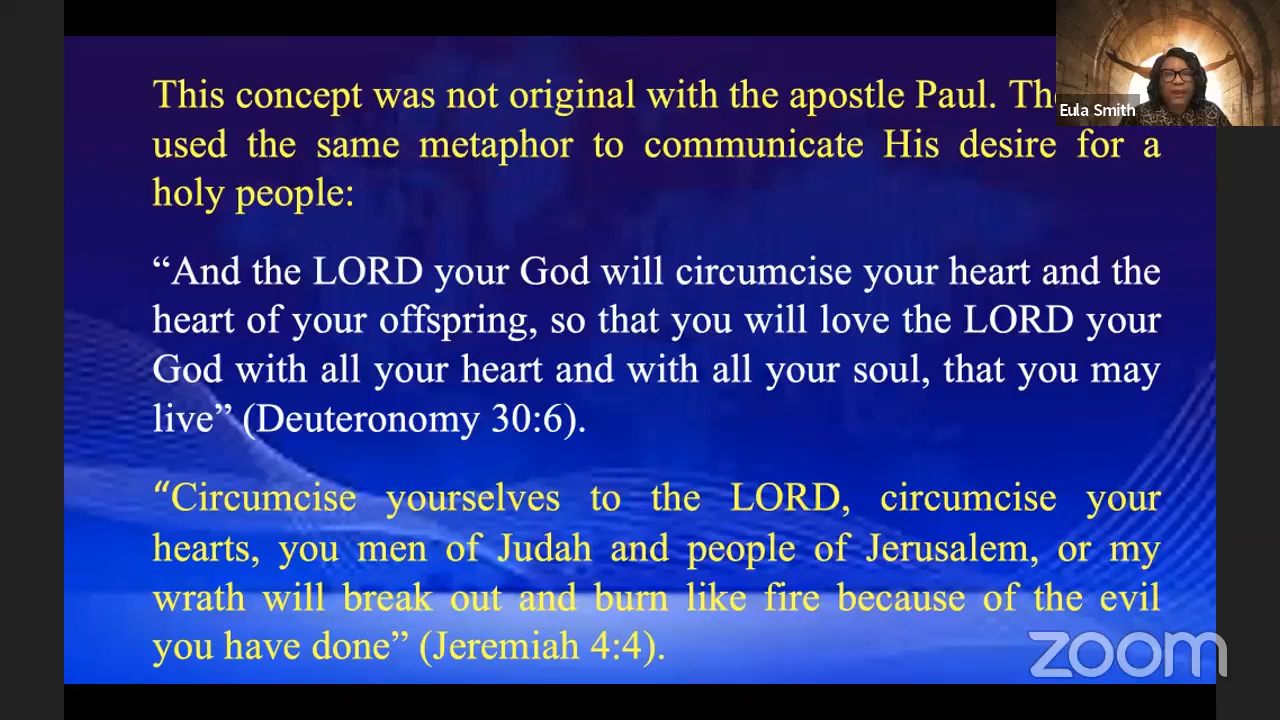 This concept was not original with the apostle Paul.
used the same metaphor to communicate His desire for a
holy people:
“And the LORD your God will circumcise your heart and the
heart of your offspring, so that you will love the LORD your
God with all your heart and with all your soul, that you may
live” (Deuteronomy 30:6).
“Circumcise yourselves to the LORD, circumcise your
hearts, you men of Judah and people of Jerusalem, or my
wrath will break out and burn like fire because of the evil
you have done” (Jeremiah 4:4).
Eula Smith
zoom